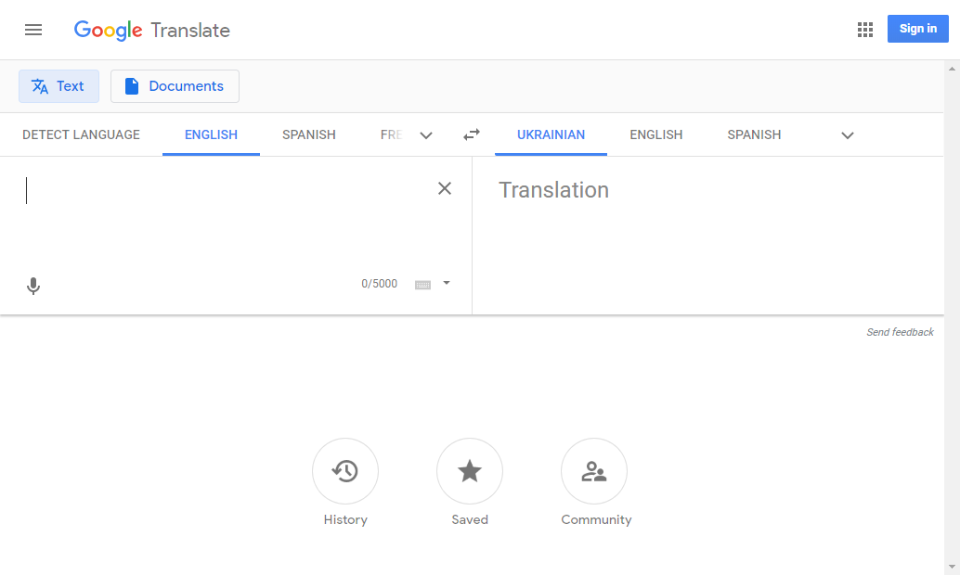 Google Translate
Sign in
Text
Documents
DETECT LANGUAGE
ENGLISH
SPANISH
FRE
UKRAINIAN
ENGLISH
SPANISH
Translation
0/5000
Send feedback
History
Saved
Community